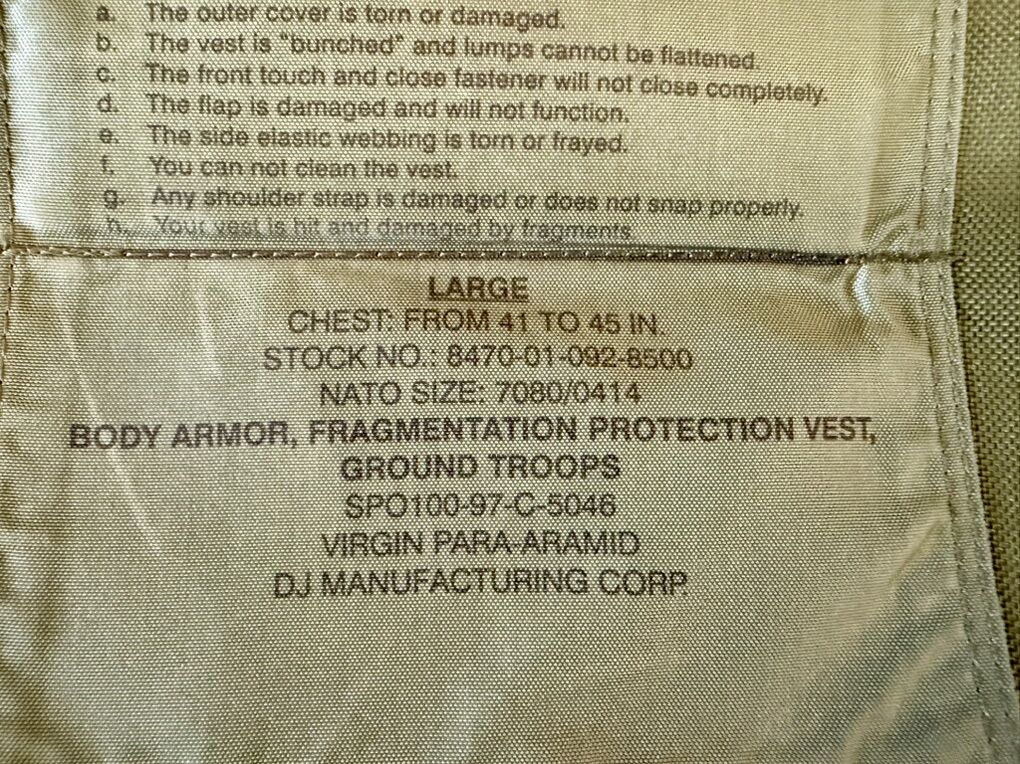 a. The outer cover is torn or damaged.
b. The vest is "bunched" and lumps cannot be flattened.
c. The front touch and close fastener will not close completely.
d. The flap is damaged and will not function.
e. The side elastic webbing is torn or frayed.
f. You can not clean the vest.
g. Any shoulder strap is damaged or does not snap properly.
h. Your vest is hit and damaged by fragments.
LARGE
CHEST: FROM 41 TO 45 IN.
STOCK NO.: 8470-01-092-8500
NATO SIZE: 7080/0414
BODY ARMOR, FRAGMENTATION PROTECTION VEST,
GROUND TROOPS
SPO100-97-C-5046
VIRGIN PARA-ARAMID
DJ MANUFACTURING CORP.